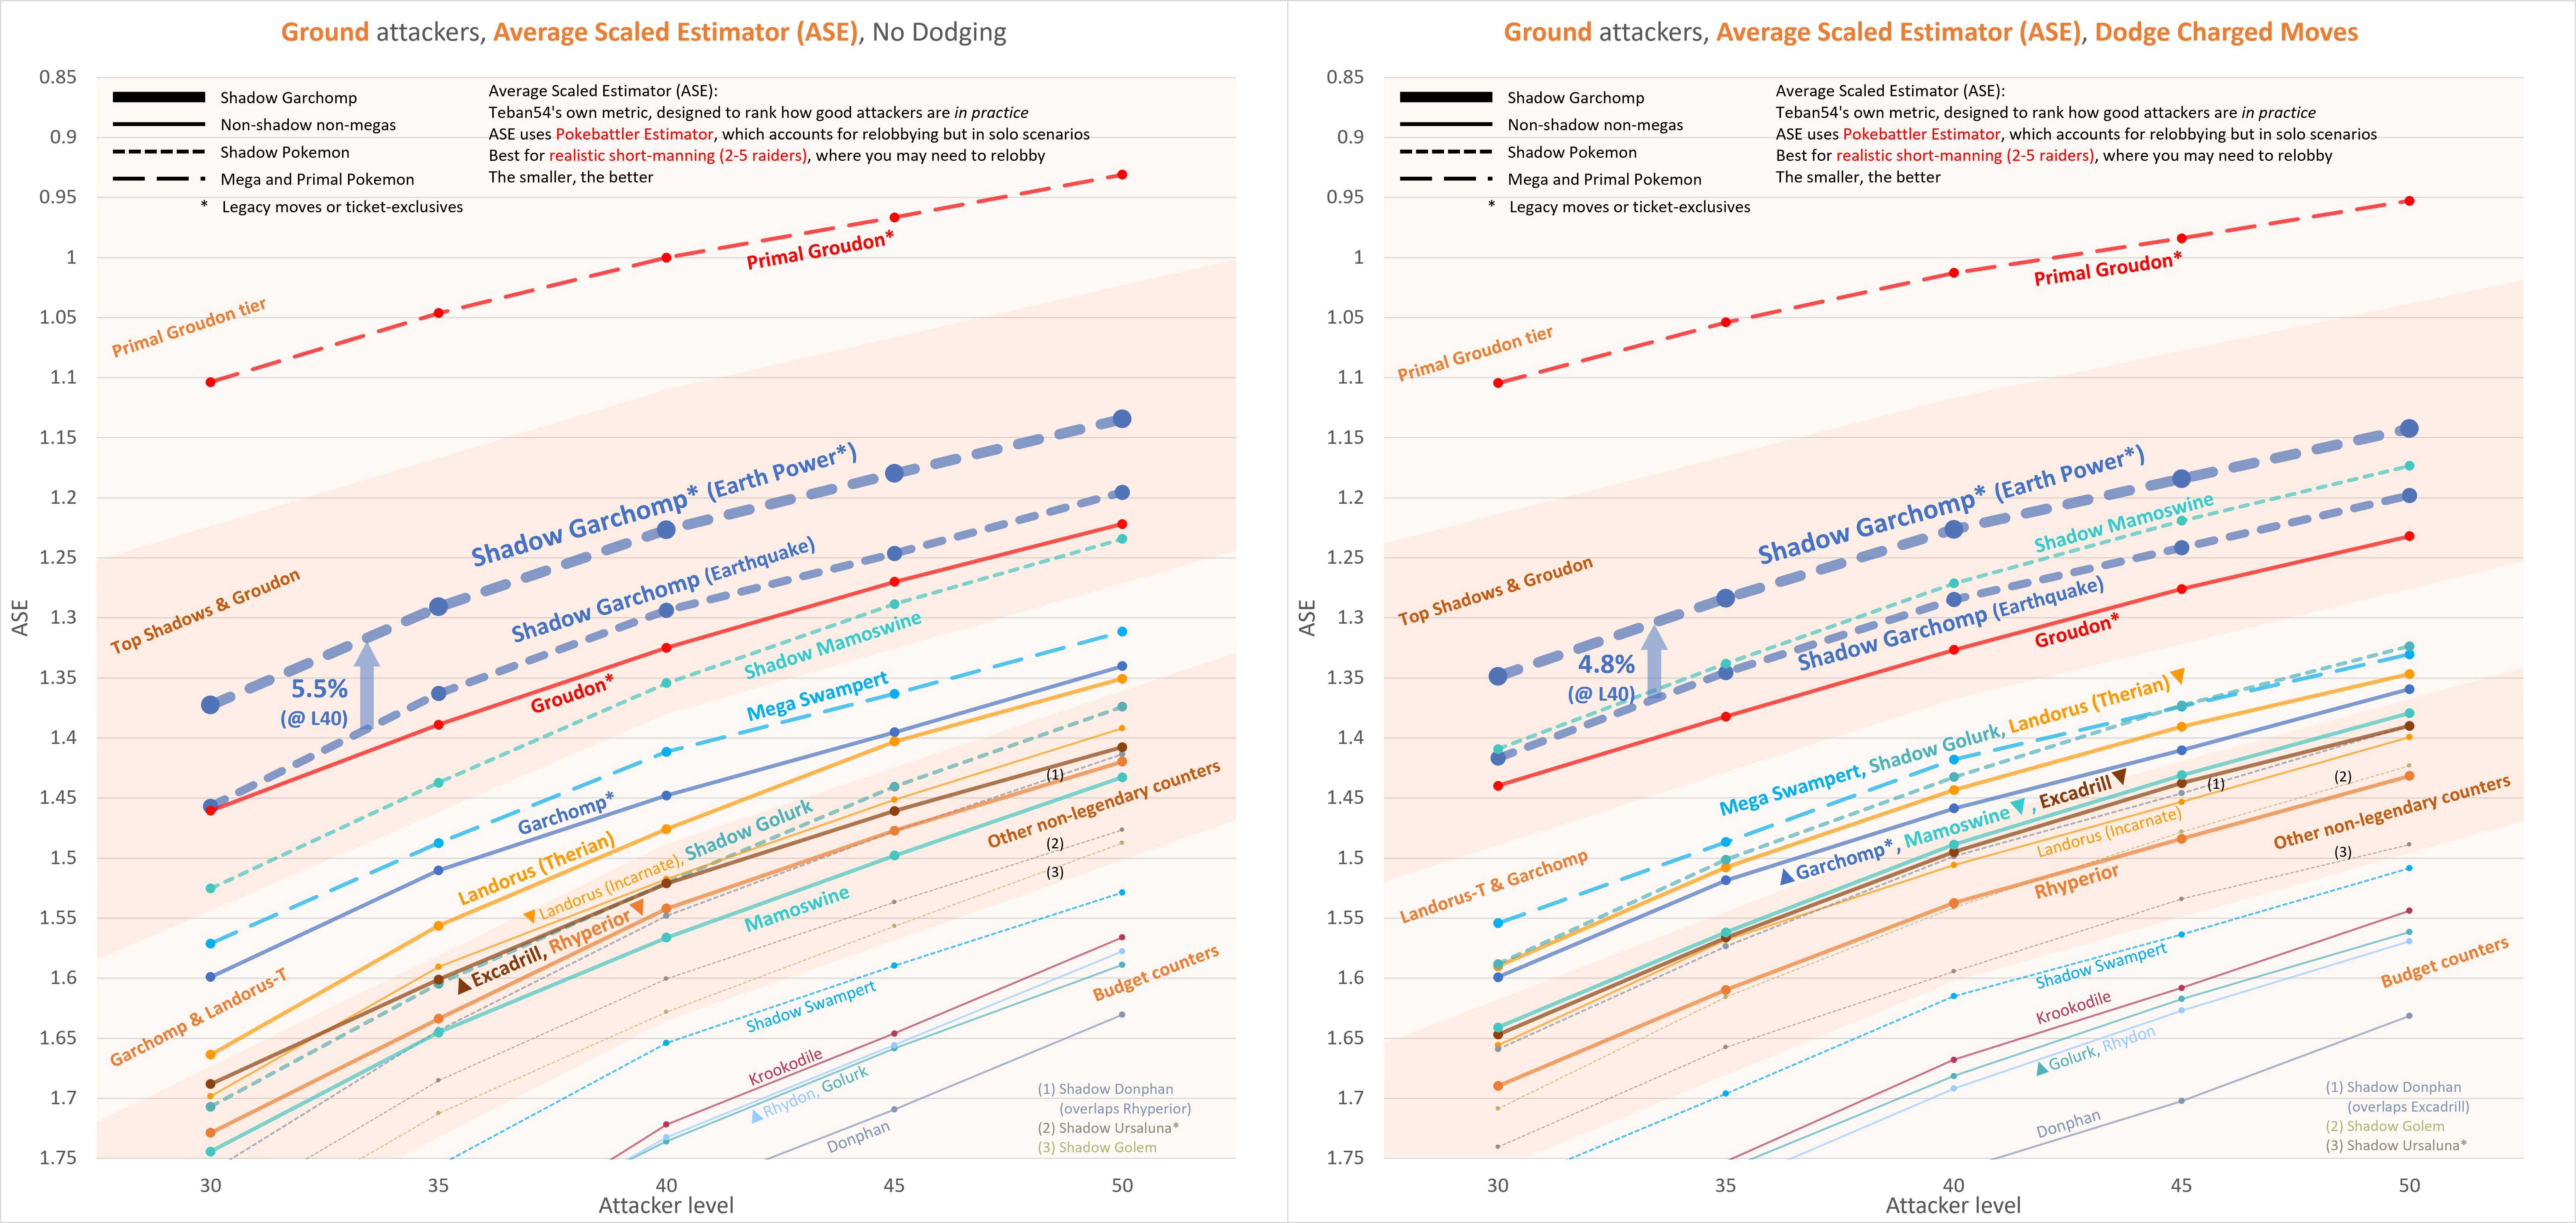 Ground attackers, Average Scaled Estimator (ASE), No Dodging
0.85
0.9
0.95
1
1.05
1.1
1.15
1.2
1.25
1.3
1.35
1.4
1.45
1.5
1.55
1.6
1.65
1.7
1.75
ASE
Shadow Garchomp
Non-shadow non-megas
Shadow Pokemon
Mega and Primal Pokemon
* Legacy moves or ticket-exclusives
Average Scaled Estimator (ASE):
Teban54's own metric, designed to rank how good attackers are in practice
ASE uses Pokebattler Estimator, which accounts for relobbying but in solo scenarios
Best for realistic short-manning (2-5 raiders), where you may need to relobby
The smaller, the better
Primal Groudon*
Primal Groudon tier
Shadow Garchomp* (Earth Power*)
Shadow Garchomp (Earthquake)
Top Shadows & Groudon
5.5%
(@ L40)
Groudon*
Shadow Mamoswine
Mega Swampert
Garchomp*
Landorus (Therian)
▼Landorus (Incarnate), Shadow Golurk
(1)
Other non-legendary counters
(2)
(3)
▲Excadrill, Rhyperior▼
Mamoswine
Garchomp & Landorus-T
Shadow Swampert
Budget counters
Krookodile
▲Rhydon, Golurk
Donphan
(1) Shadow Donphan
(overlaps Rhyperior)
(2) Shadow Ursaluna*
(3) Shadow Golem
30
35
40
45
50
Attacker level
Ground attackers, Average Scaled Estimator (ASE), Dodge Charged Moves
0.85
0.9
0.95
1
1.05
1.1
1.15
1.2
1.25
1.3
1.35
1.4
1.45
1.5
1.55
1.6
1.65
1.7
1.75
ASE
Shadow Garchomp
Non-shadow non-megas
Shadow Pokemon
Mega and Primal Pokemon
* Legacy moves or ticket-exclusives
Average Scaled Estimator (ASE):
Teban54's own metric, designed to rank how good attackers are in practice
ASE uses Pokebattler Estimator, which accounts for relobbying but in solo scenarios
Best for realistic short-manning (2-5 raiders), where you may need to relobby
The smaller, the better
Primal Groudon*
Primal Groudon tier
Shadow Garchomp* (Earth Power*)
Shadow Mamoswine
Top Shadows & Groudon
Shadow Garchomp (Earthquake)
4.8%
(@ L40)
Groudon*
Mega Swampert, Shadow Golurk, Landorus (Therian)▼
▲Garchomp*, Mamoswine▼, Excadrill▼
(1)
(2)
Landorus (Incarnate)
Other non-legendary counters
(3)
Landorus-T & Garchomp
Rhyperior
Shadow Swampert
Budget counters
Krookodile
▲Golurk, Rhydon
Donphan
(1) Shadow Donphan
(overlaps Excadrill)
(2) Shadow Golem
(3) Shadow Ursaluna*
30
35
40
45
50
Attacker level